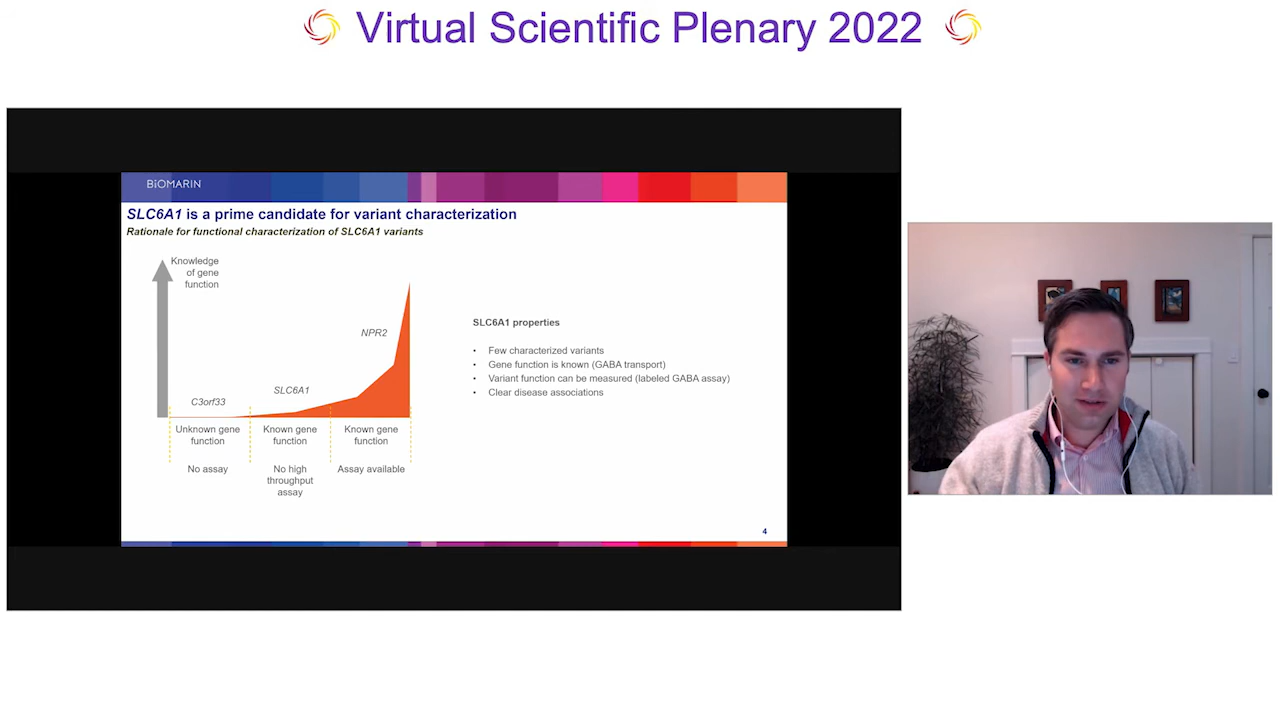 Virtual Scientific Plenary 2022
BIOMARIN
SLC6A1 is a prime candidate for variant characterization
Rationale for functional characterization of SLC6A1 variants
Knowledge
of gene
function
NPR2
SLC6A1
C3orf33
Unknown gene
function
Known gene
function
Known gene
function
No assay
No high
throughput
assay
Assay available
SLC6A1 properties
• Few characterized variants
• Gene function is known (GABA transport)
• Variant function can be measured (labeled GABA assay)
• Clear disease associations
4